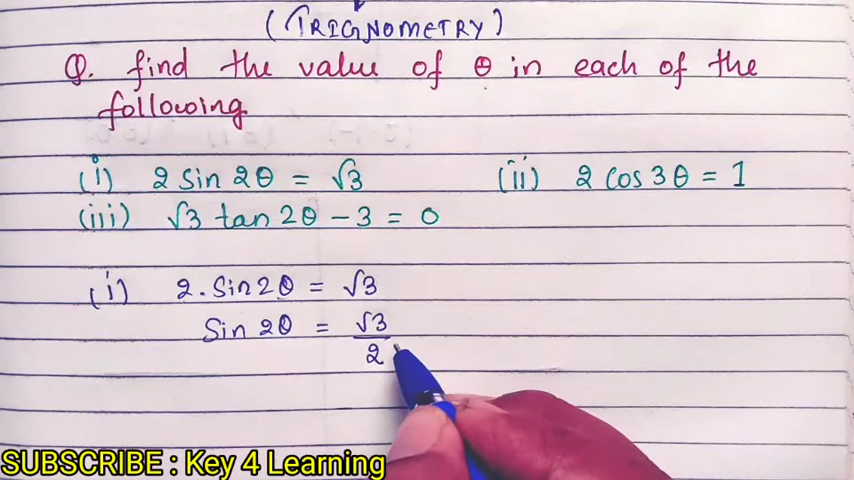 (TRIGNOMETRY)
Q. find the value of θ in each of the
following
(i) 2 sin 2θ = √3 (ii) 2 cos 3θ = 1
(iii) √3 tan 2θ - 3 = 0
(i) 2. Sin 2θ = √3
Sin 2θ = √3/2
SUBSCRIBE : Key 4 Learning